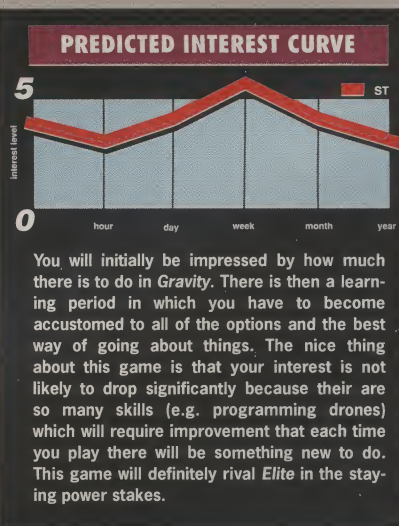 PREDICTED INTEREST CURVE
5
ST
interest level
0
hour day week month year
You will initially be impressed by how much
there is to do in Gravity. There is then a learn-
ing period in which you have to become
accustomed to all of the options and the best
way of going about things. The nice thing
about this game is that your interest is not
likely to drop significantly because their are
so many skills (e.g. programming drones)
which will require improvement that each time
you play there will be something new to do.
This game will definitely rival Elite in the stay-
ing power stakes.